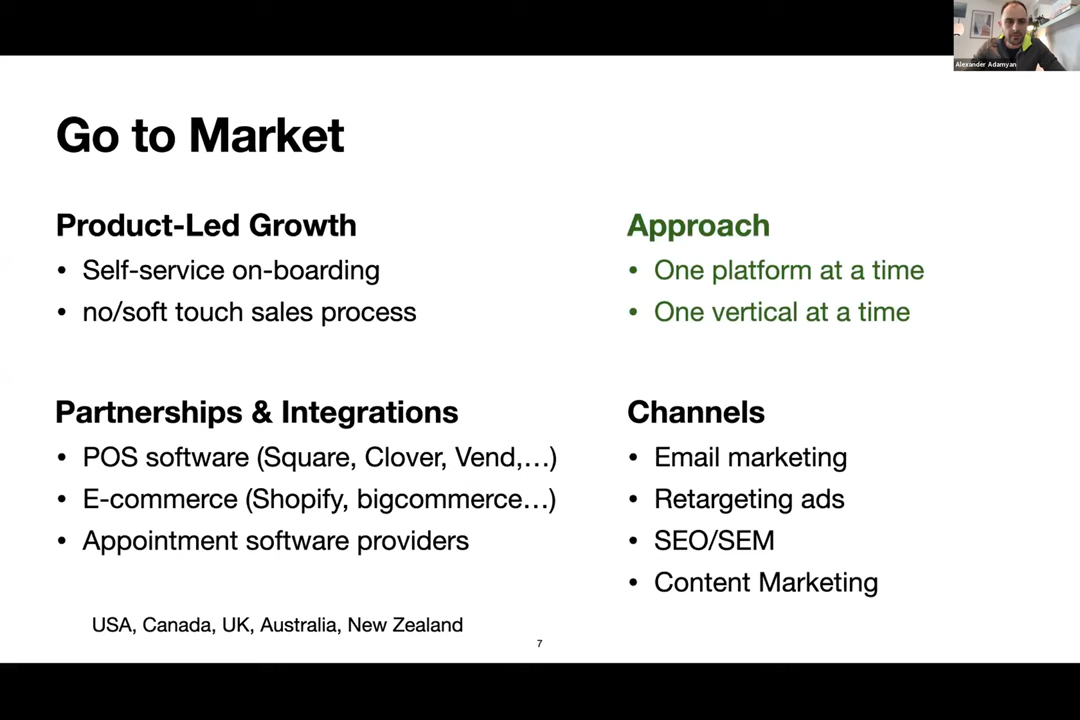 Alexander Adamyan
Go to Market
Product-Led Growth
• Self-service on-boarding
• no/soft touch sales process
Approach
• One platform at a time
• One vertical at a time
Partnerships & Integrations
• POS software (Square, Clover, Vend,…)
• E-commerce (Shopify, bigcommerce…)
• Appointment software providers
USA, Canada, UK, Australia, New Zealand
Channels
• Email marketing
• Retargeting ads
• SEO/SEM
• Content Marketing
7